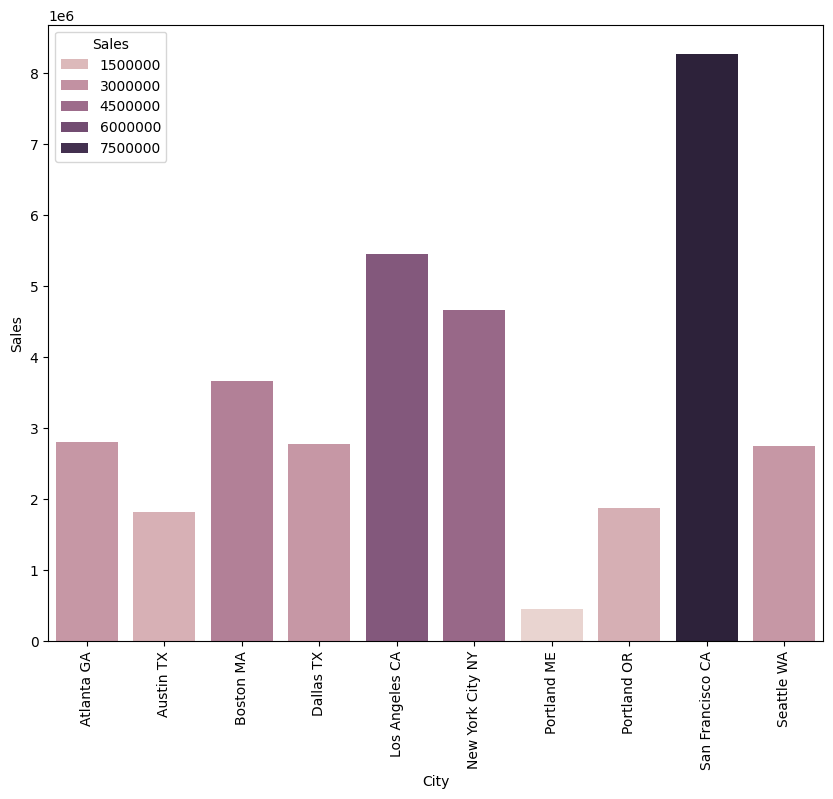 1e6
Sales
1500000
3000000
4500000
6000000
7500000
8
7
6
5
4
3
2
1
0
Sales
Atlanta GA
Austin TX
Boston MA
Dallas TX
Los Angeles CA
New York City NY
Portland ME
Portland OR
San Francisco CA
Seattle WA
City